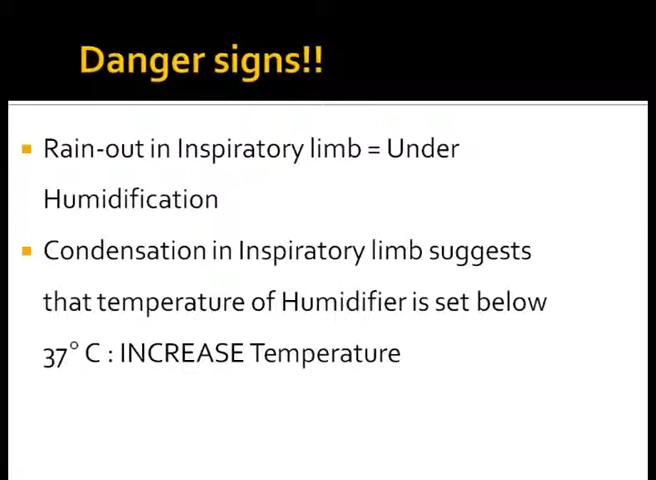 Danger signs!!
Rain-out in Inspiratory limb = Under
Humidification
Condensation in Inspiratory limb suggests
that temperature of Humidifier is set below
37° C : INCREASE Temperature